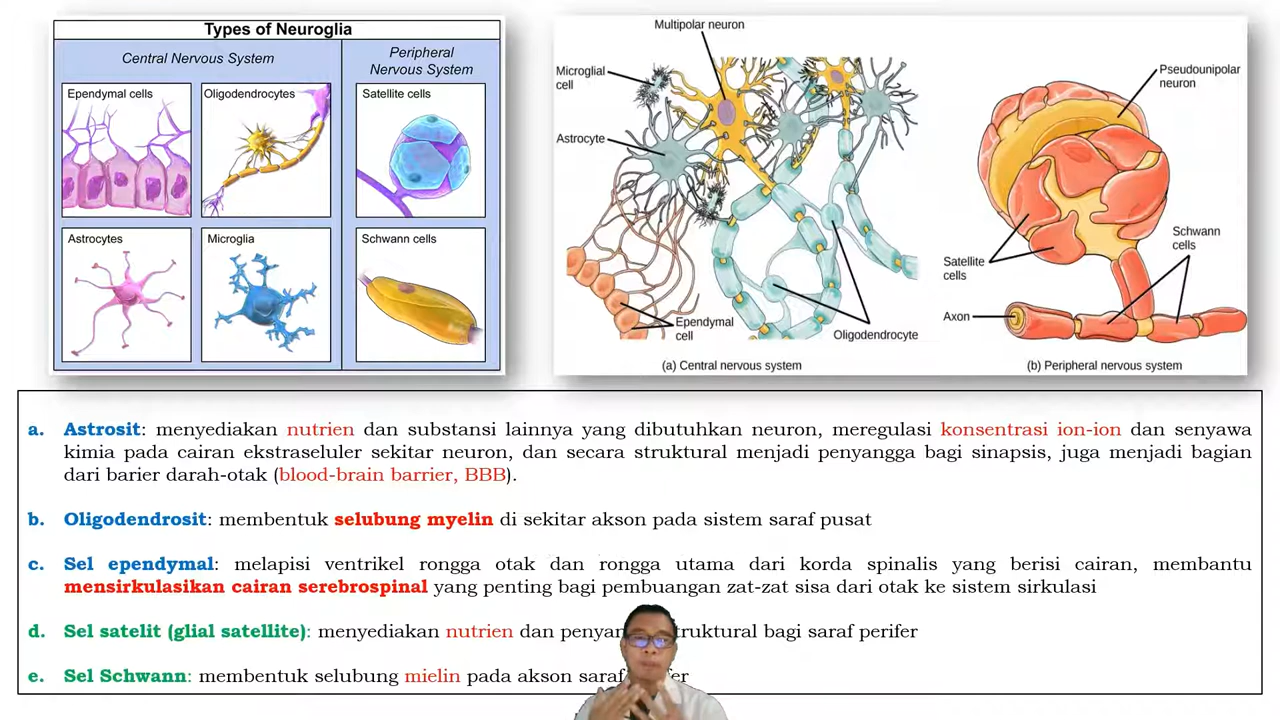 Types of Neuroglia
Central Nervous System
Peripheral
Nervous System
Ependymal cells
Oligodendrocytes
Satellite cells
Astrocytes
Microglia
Schwann cells
Multipolar neuron
Microglial
cell
Astrocyte
Ependymal
cell
Oligodendrocyte
(a) Central nervous system
Pseudounipolar
neuron
Schwann
cells
Satellite
cells
Axon
(b) Peripheral nervous system
a. Astrosit: menyediakan nutrien dan substansi lainnya yang dibutuhkan neuron, meregulasi konsentrasi ion-ion dan senyawa
kimia pada cairan ekstraseluler sekitar neuron, dan secara struktural menjadi penyangga bagi sinapsis, juga menjadi bagian
dari barier darah-otak (blood-brain barrier, BBB).
b. Oligodendrosit: membentuk selubung myelin di sekitar akson pada sistem saraf pusat
c. Sel ependymal: melapisi ventrikel rongga otak dan rongga utama dari korda spinalis yang berisi cairan, membantu
mensirkulasikan cairan serebrospinal yang penting bagi pembuangan zat-zat sisa dari otak ke sistem sirkulasi
d. Sel satelit (glial satellite): menyediakan nutrien dan bagi saraf perifer
e. Sel Schwann: membentuk selubung mielin pada akson saraf